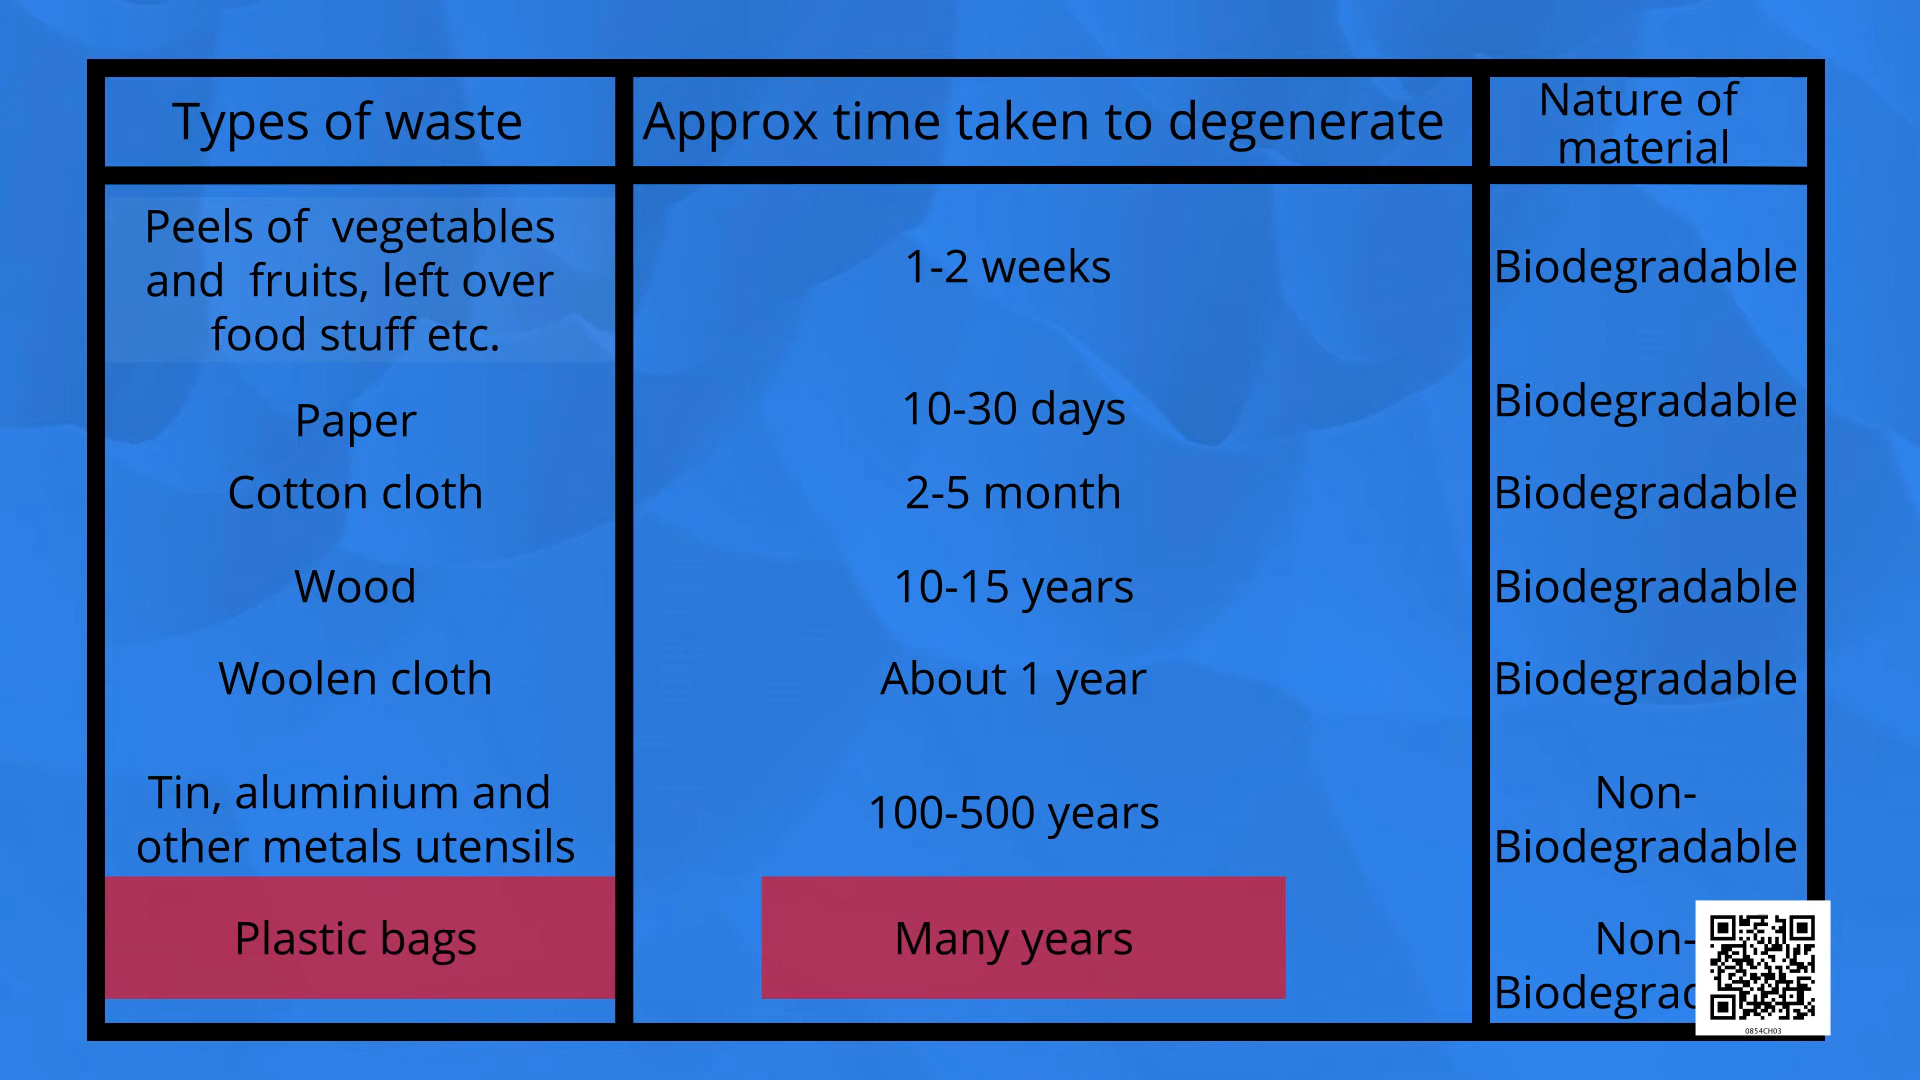 Types of waste
Approx time taken to degenerate
Nature of
material
Peels of  vegetables
and  fruits, left over
food stuff etc.
1-2 weeks
Biodegradable
Paper
10-30 days
Biodegradable
Cotton cloth
2-5 month
Biodegradable
Wood
10-15 years
Biodegradable
Woolen cloth
About 1 year
Biodegradable
Tin, aluminium and
other metals utensils
100-500 years
Non-
Biodegradable
Plastic bags
Many years
Non-
0854CH03